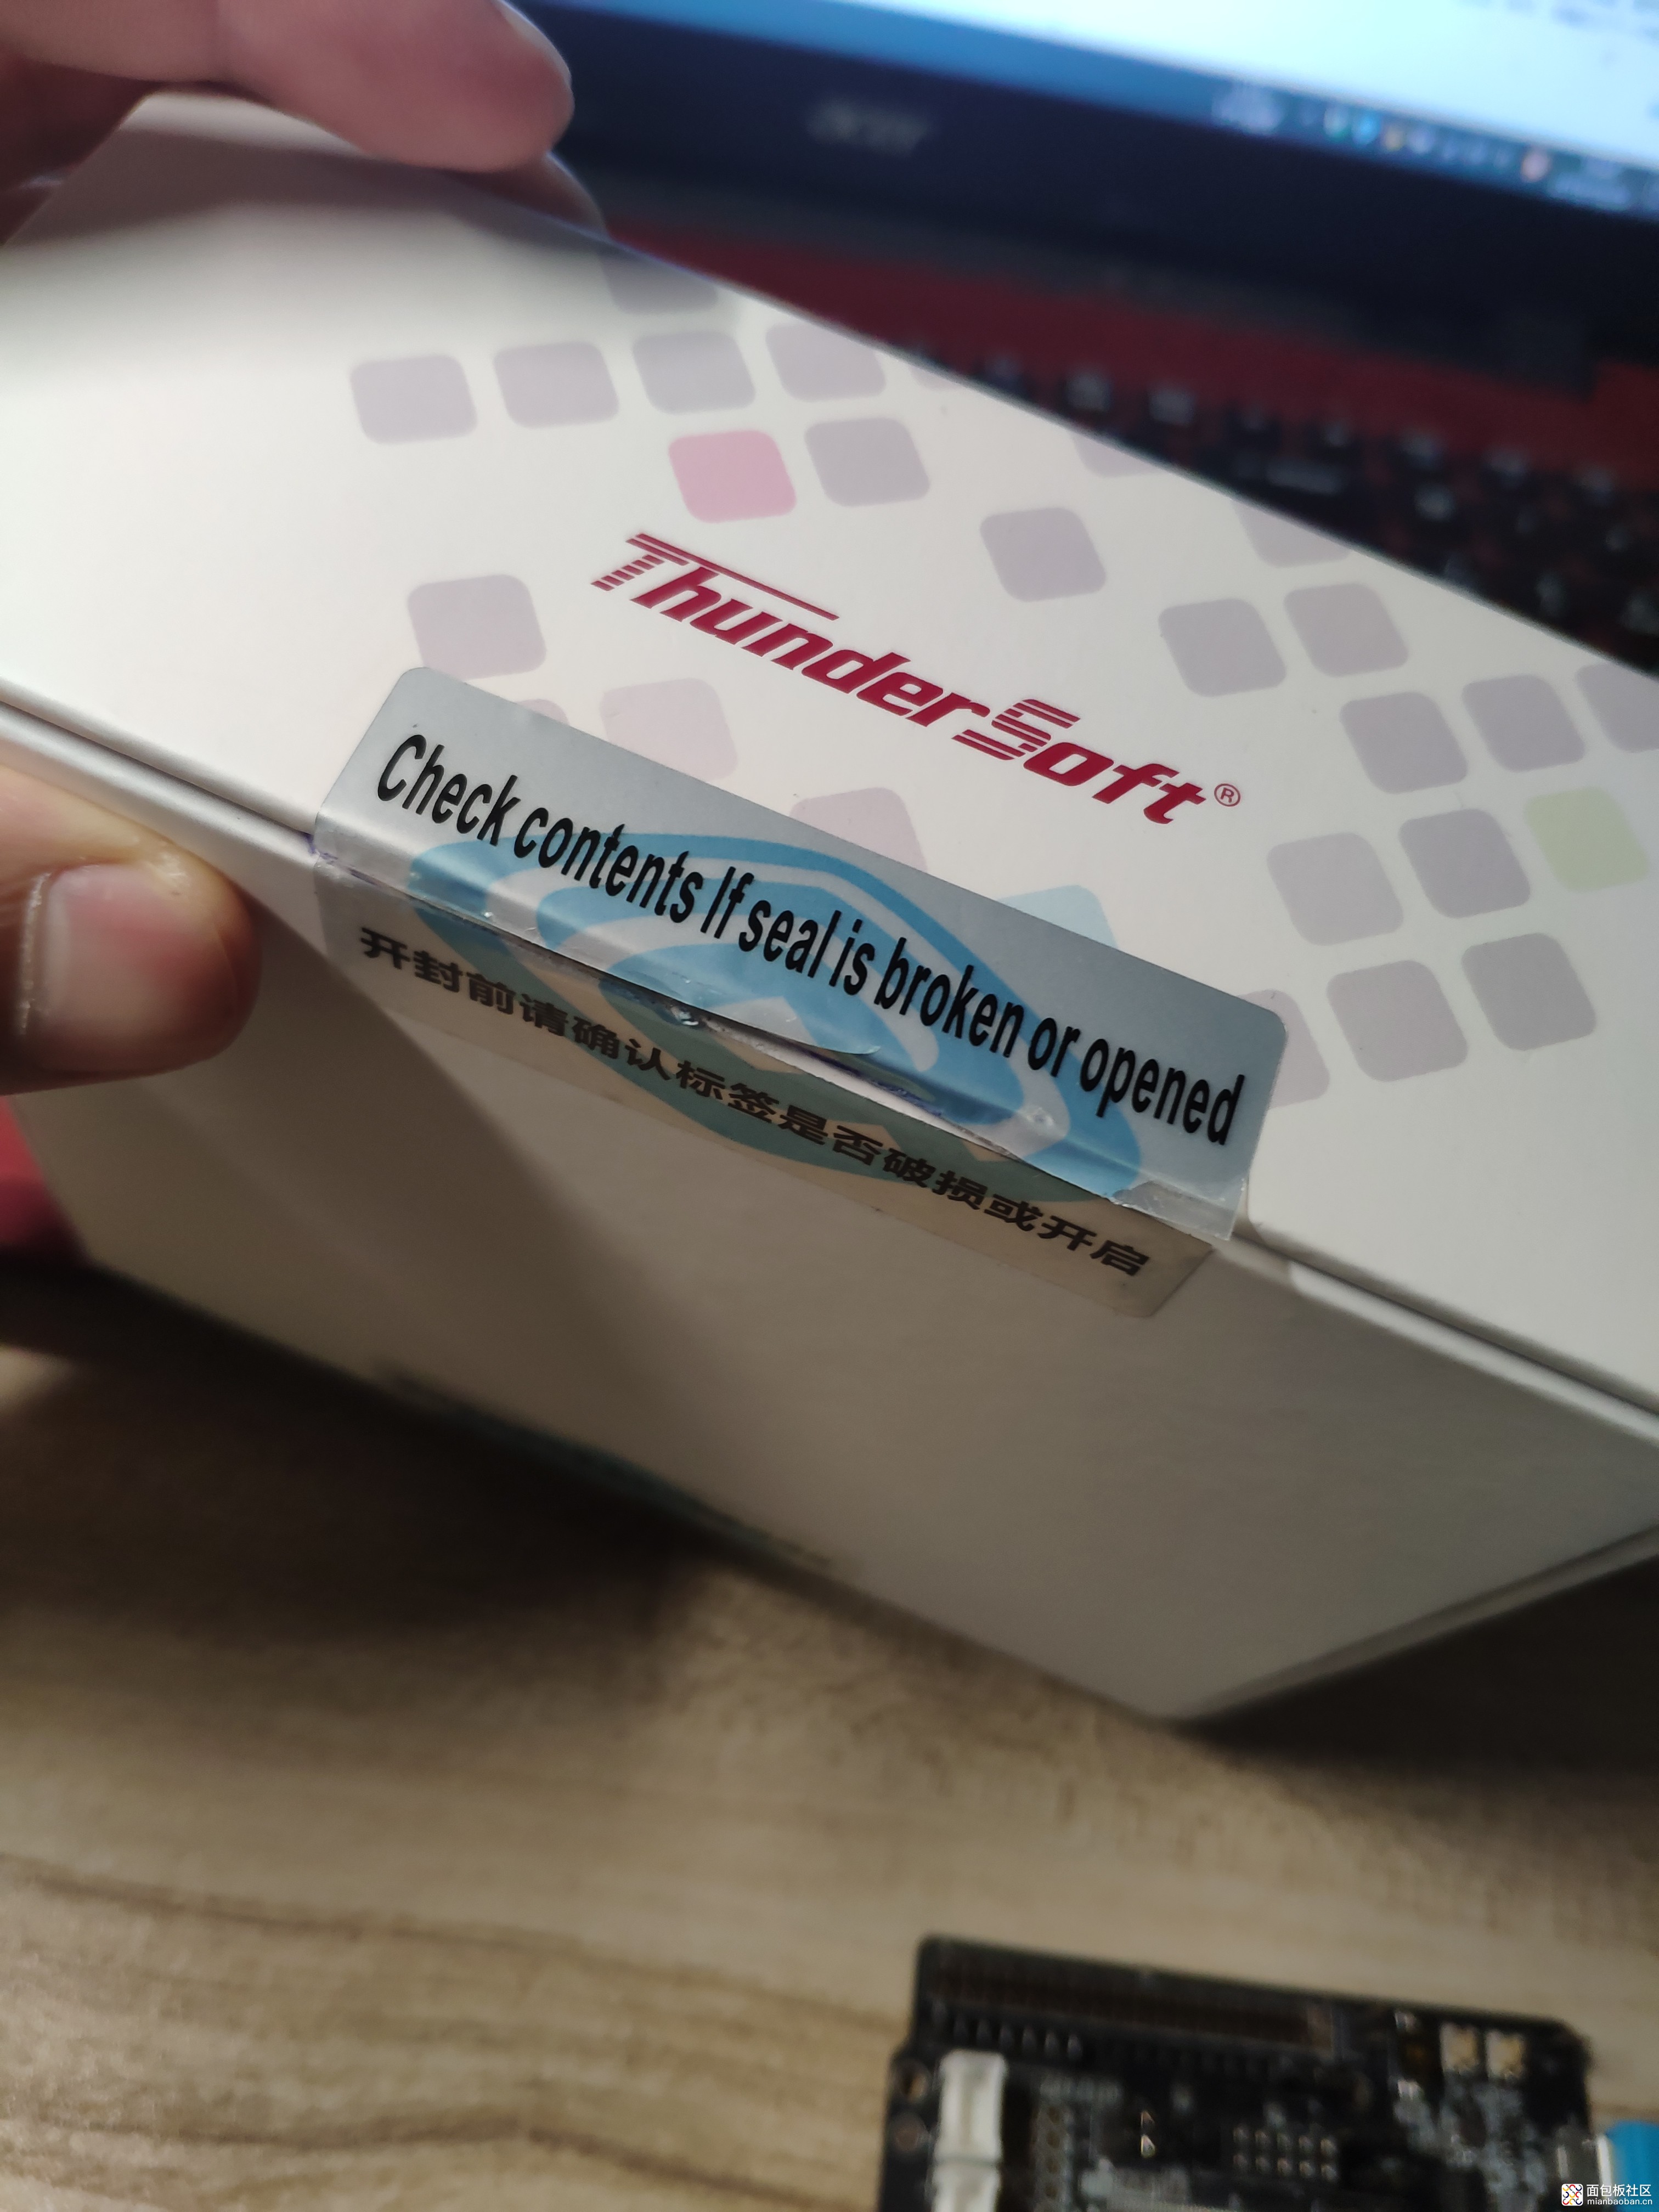 acer
ThunderSoft®
Check contents If seal is broken or opened
开封前请确认标签是否破损或开启
面包板社区
mianbaoban.cn